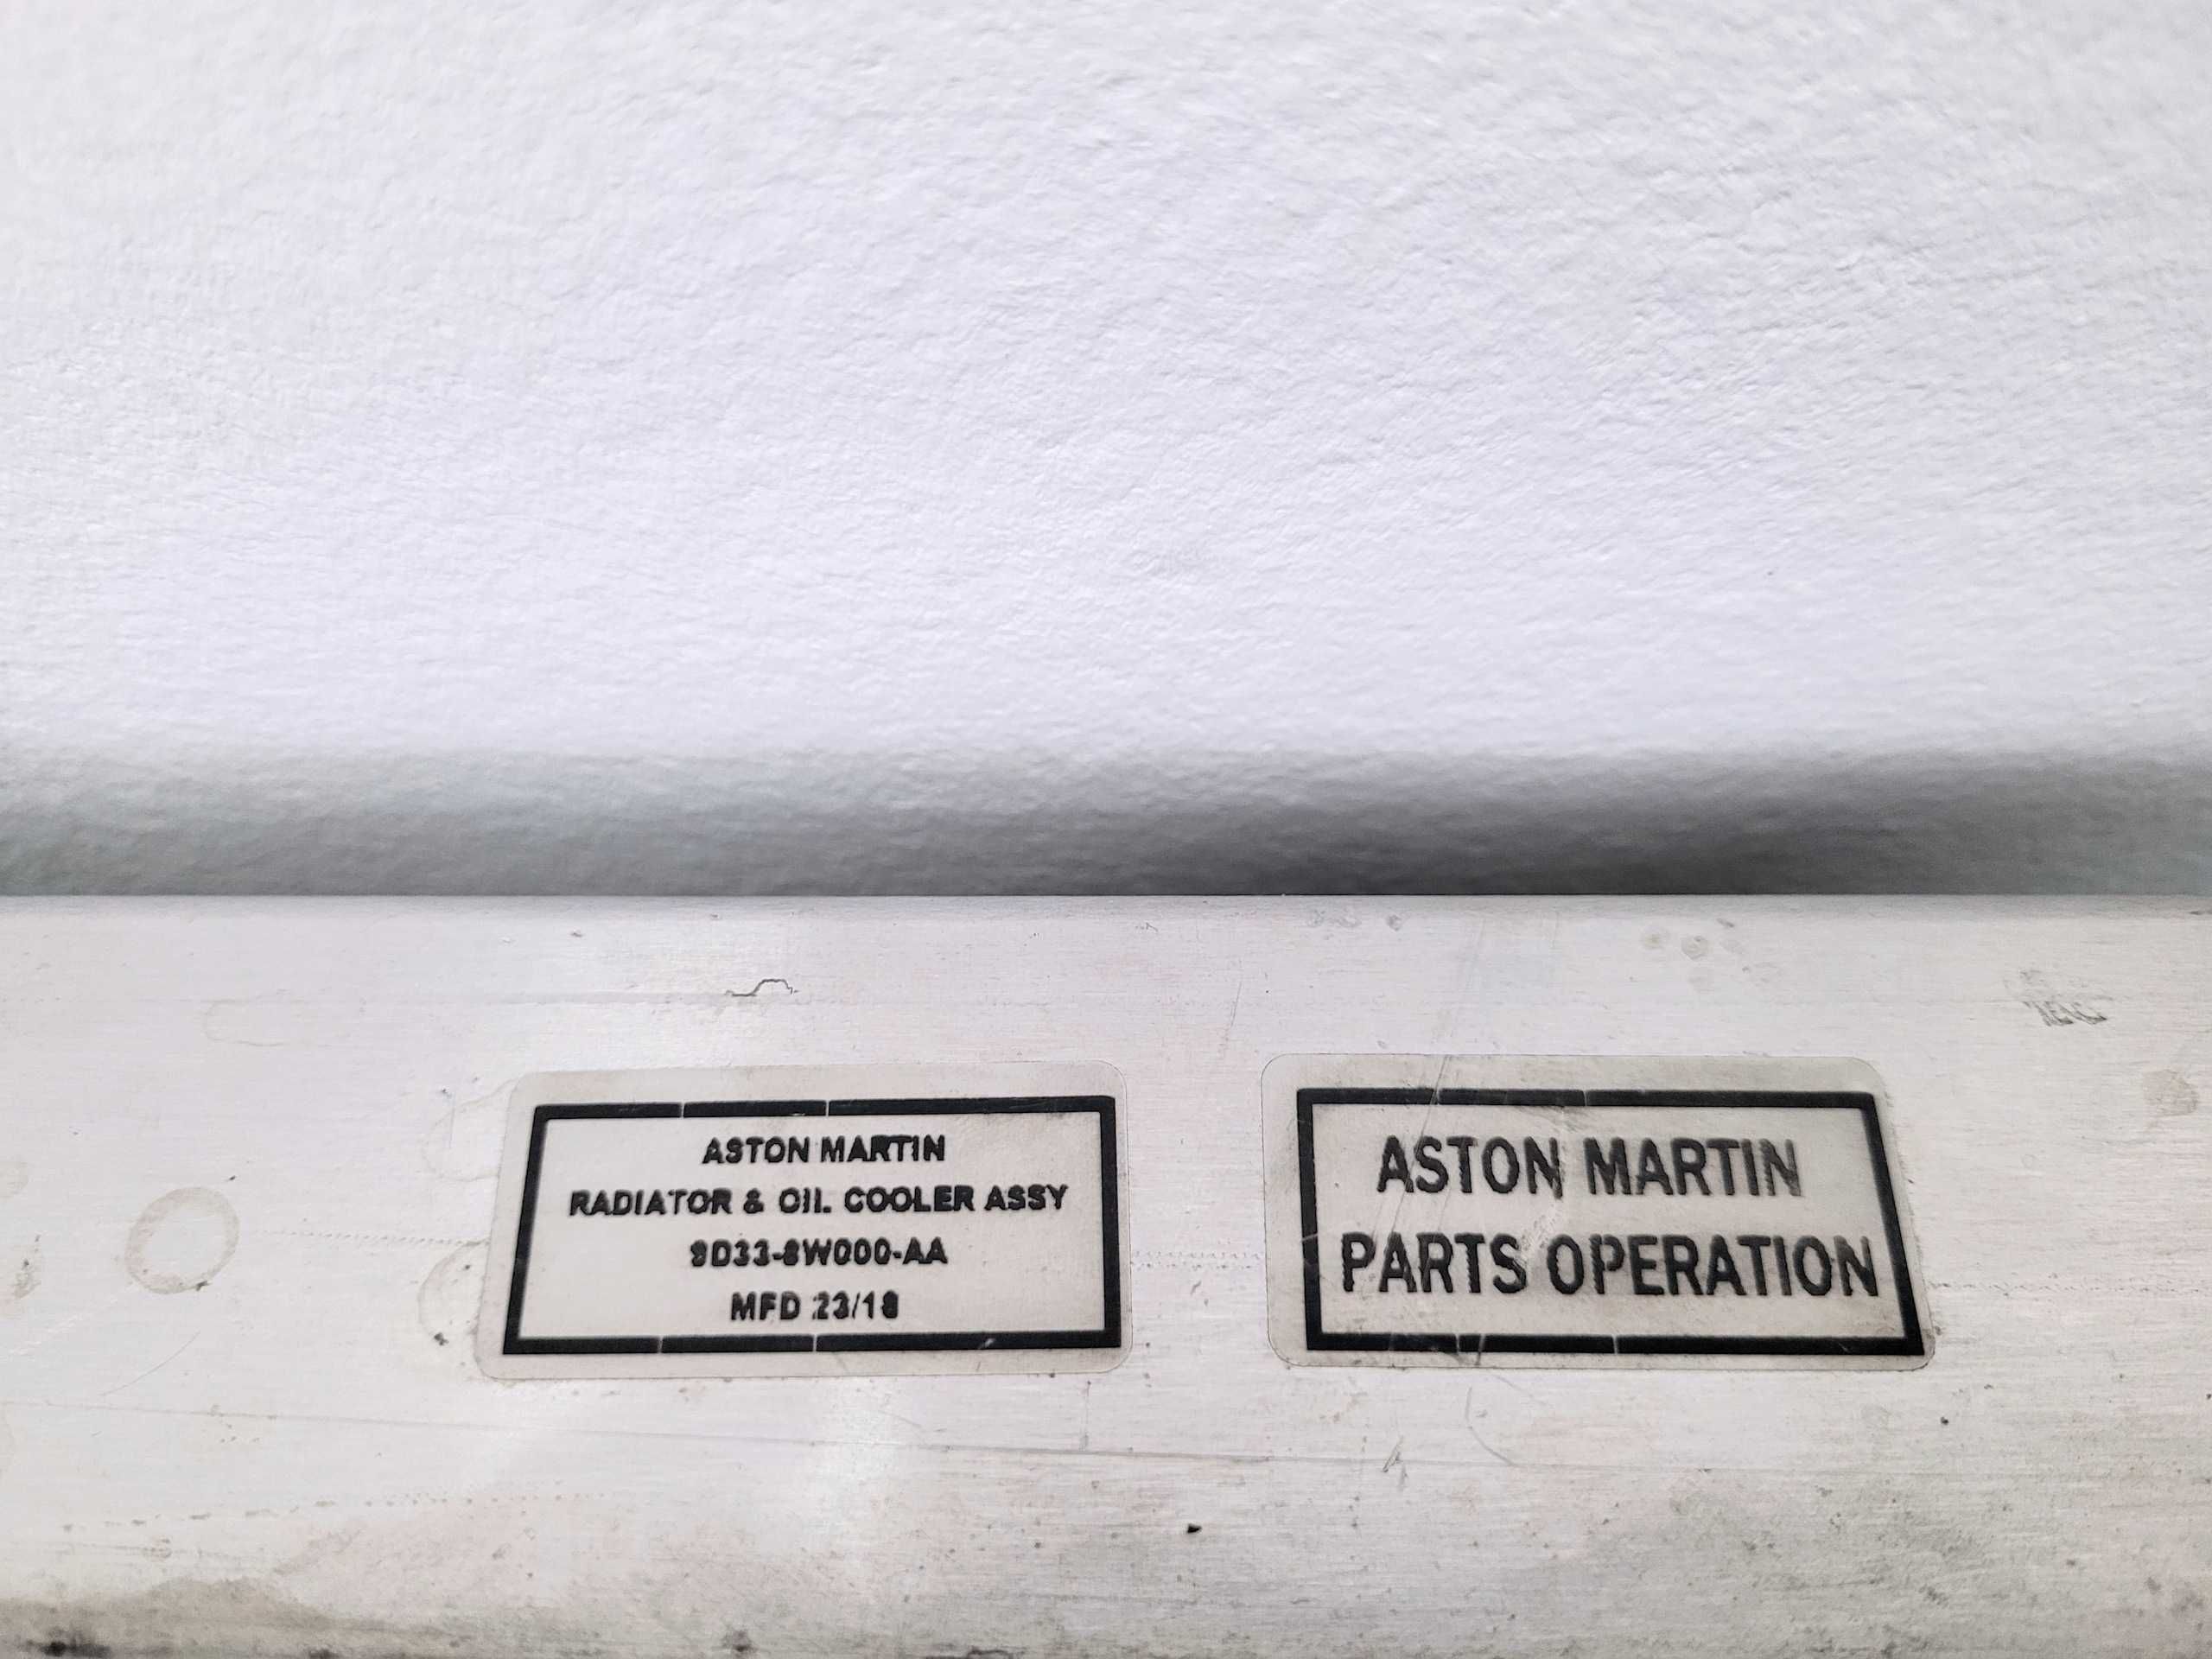 ASTON MARTIN
RADIATOR & OIL COOLER ASSY
9D33-8W000-AA
MFD 23/18
ASTON MARTIN
PARTS OPERATION